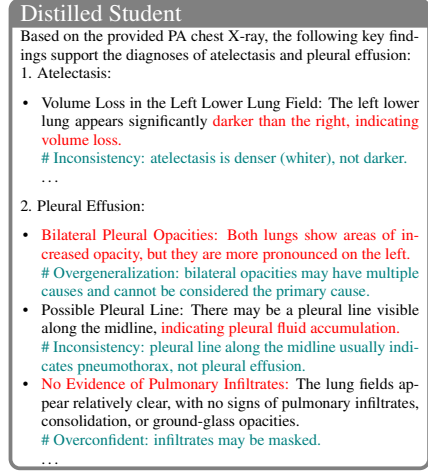 Distilled Student
Based on the provided PA chest X-ray, the following key find-
ings support the diagnoses of atelectasis and pleural effusion:
1. Atelectasis:
• Volume Loss in the Left Lower Lung Field: The left lower
lung appears significantly darker than the right, indicating
volume loss.
# Inconsistency: atelectasis is denser (whiter), not darker.
. . .
2. Pleural Effusion:
• Bilateral Pleural Opacities: Both lungs show areas of in-
creased opacity, but they are more pronounced on the left.
# Overgeneralization: bilateral opacities may have multiple
causes and cannot be considered the primary cause.
• Possible Pleural Line: There may be a pleural line visible
along the midline, indicating pleural fluid accumulation.
# Inconsistency: pleural line along the midline usually indi-
cates pneumothorax, not pleural effusion.
• No Evidence of Pulmonary Infiltrates: The lung fields ap-
pear relatively clear, with no signs of pulmonary infiltrates,
consolidation, or ground-glass opacities.
# Overconfident: infiltrates may be masked.
. . .